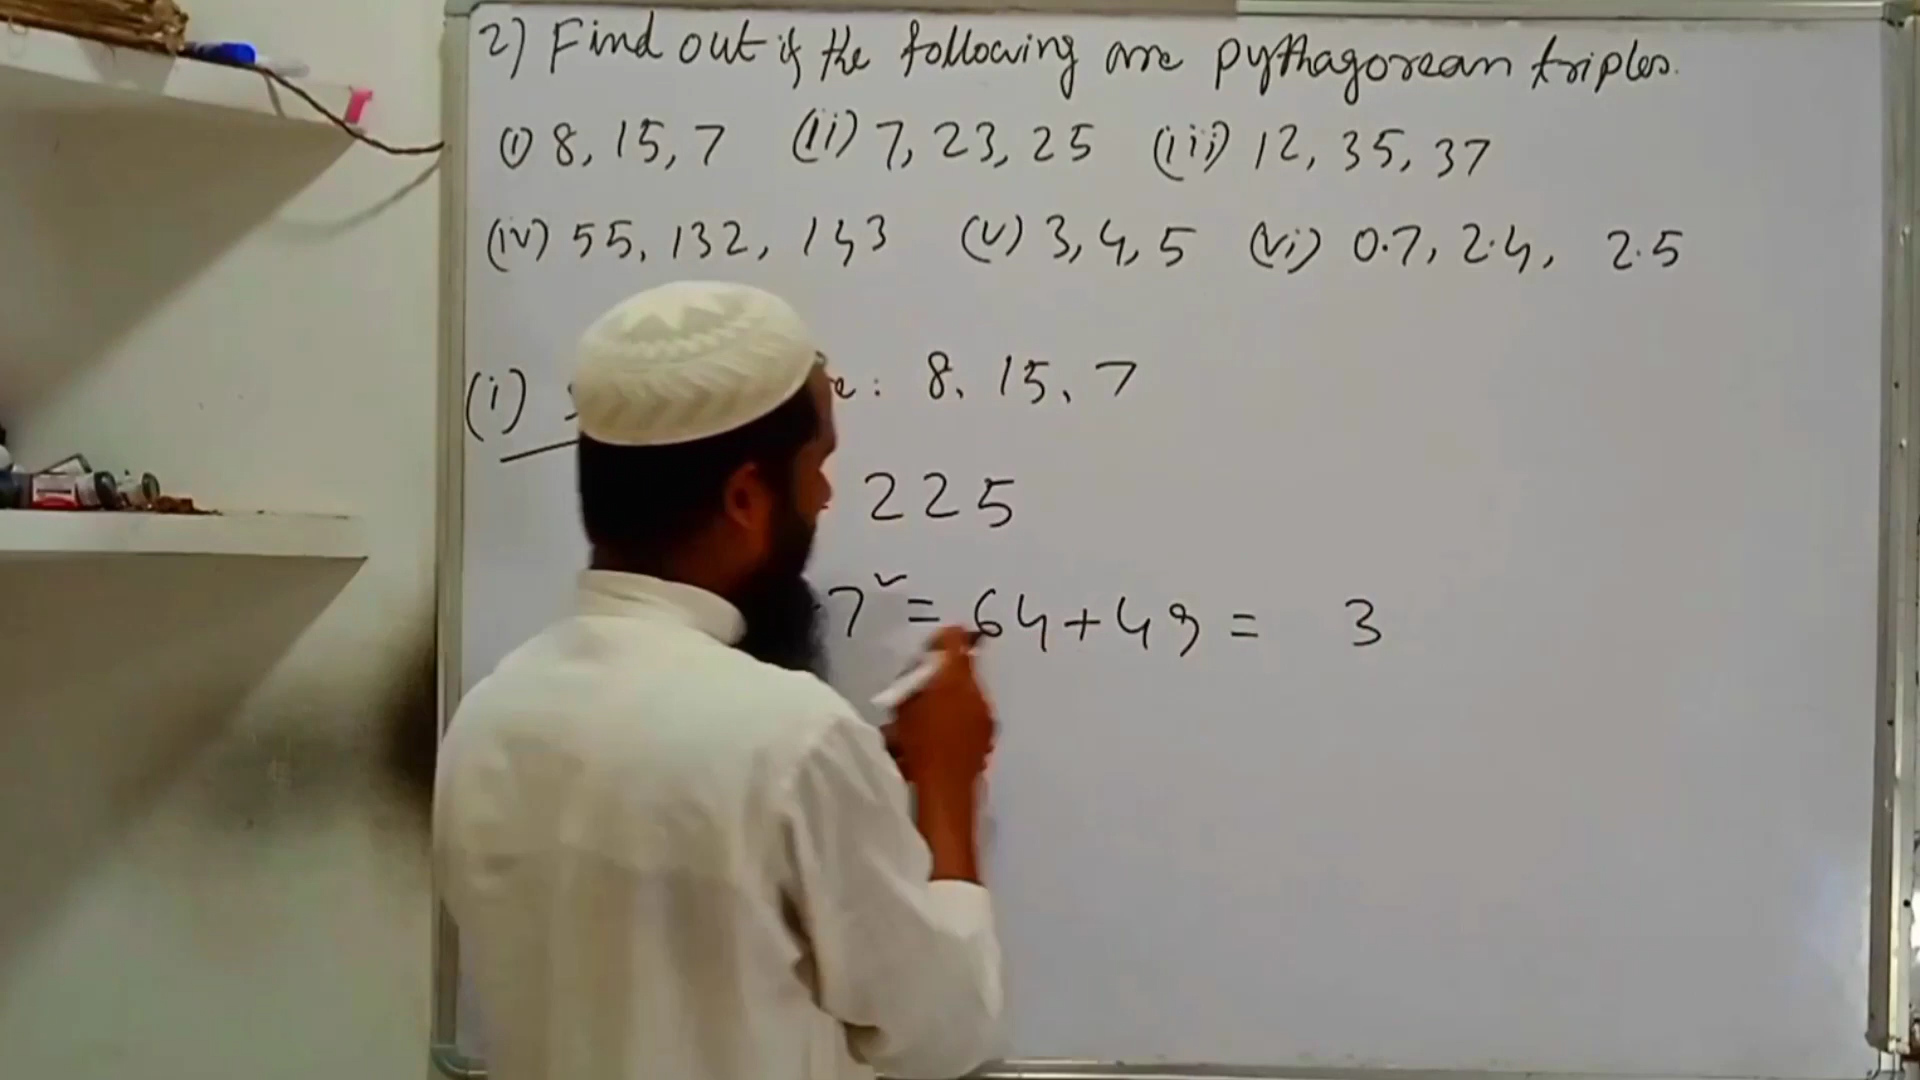 2) Find out if the following are pythagorean triples.
(i) 8, 15, 7 (ii) 7, 23, 25 (iii) 12, 35, 37
(iv) 55, 132, 143 (v) 3, 4, 5 (vi) 0.7, 2.4, 2.5
(i) : 8, 15, 7
225
7² = 64 + 49 = 3